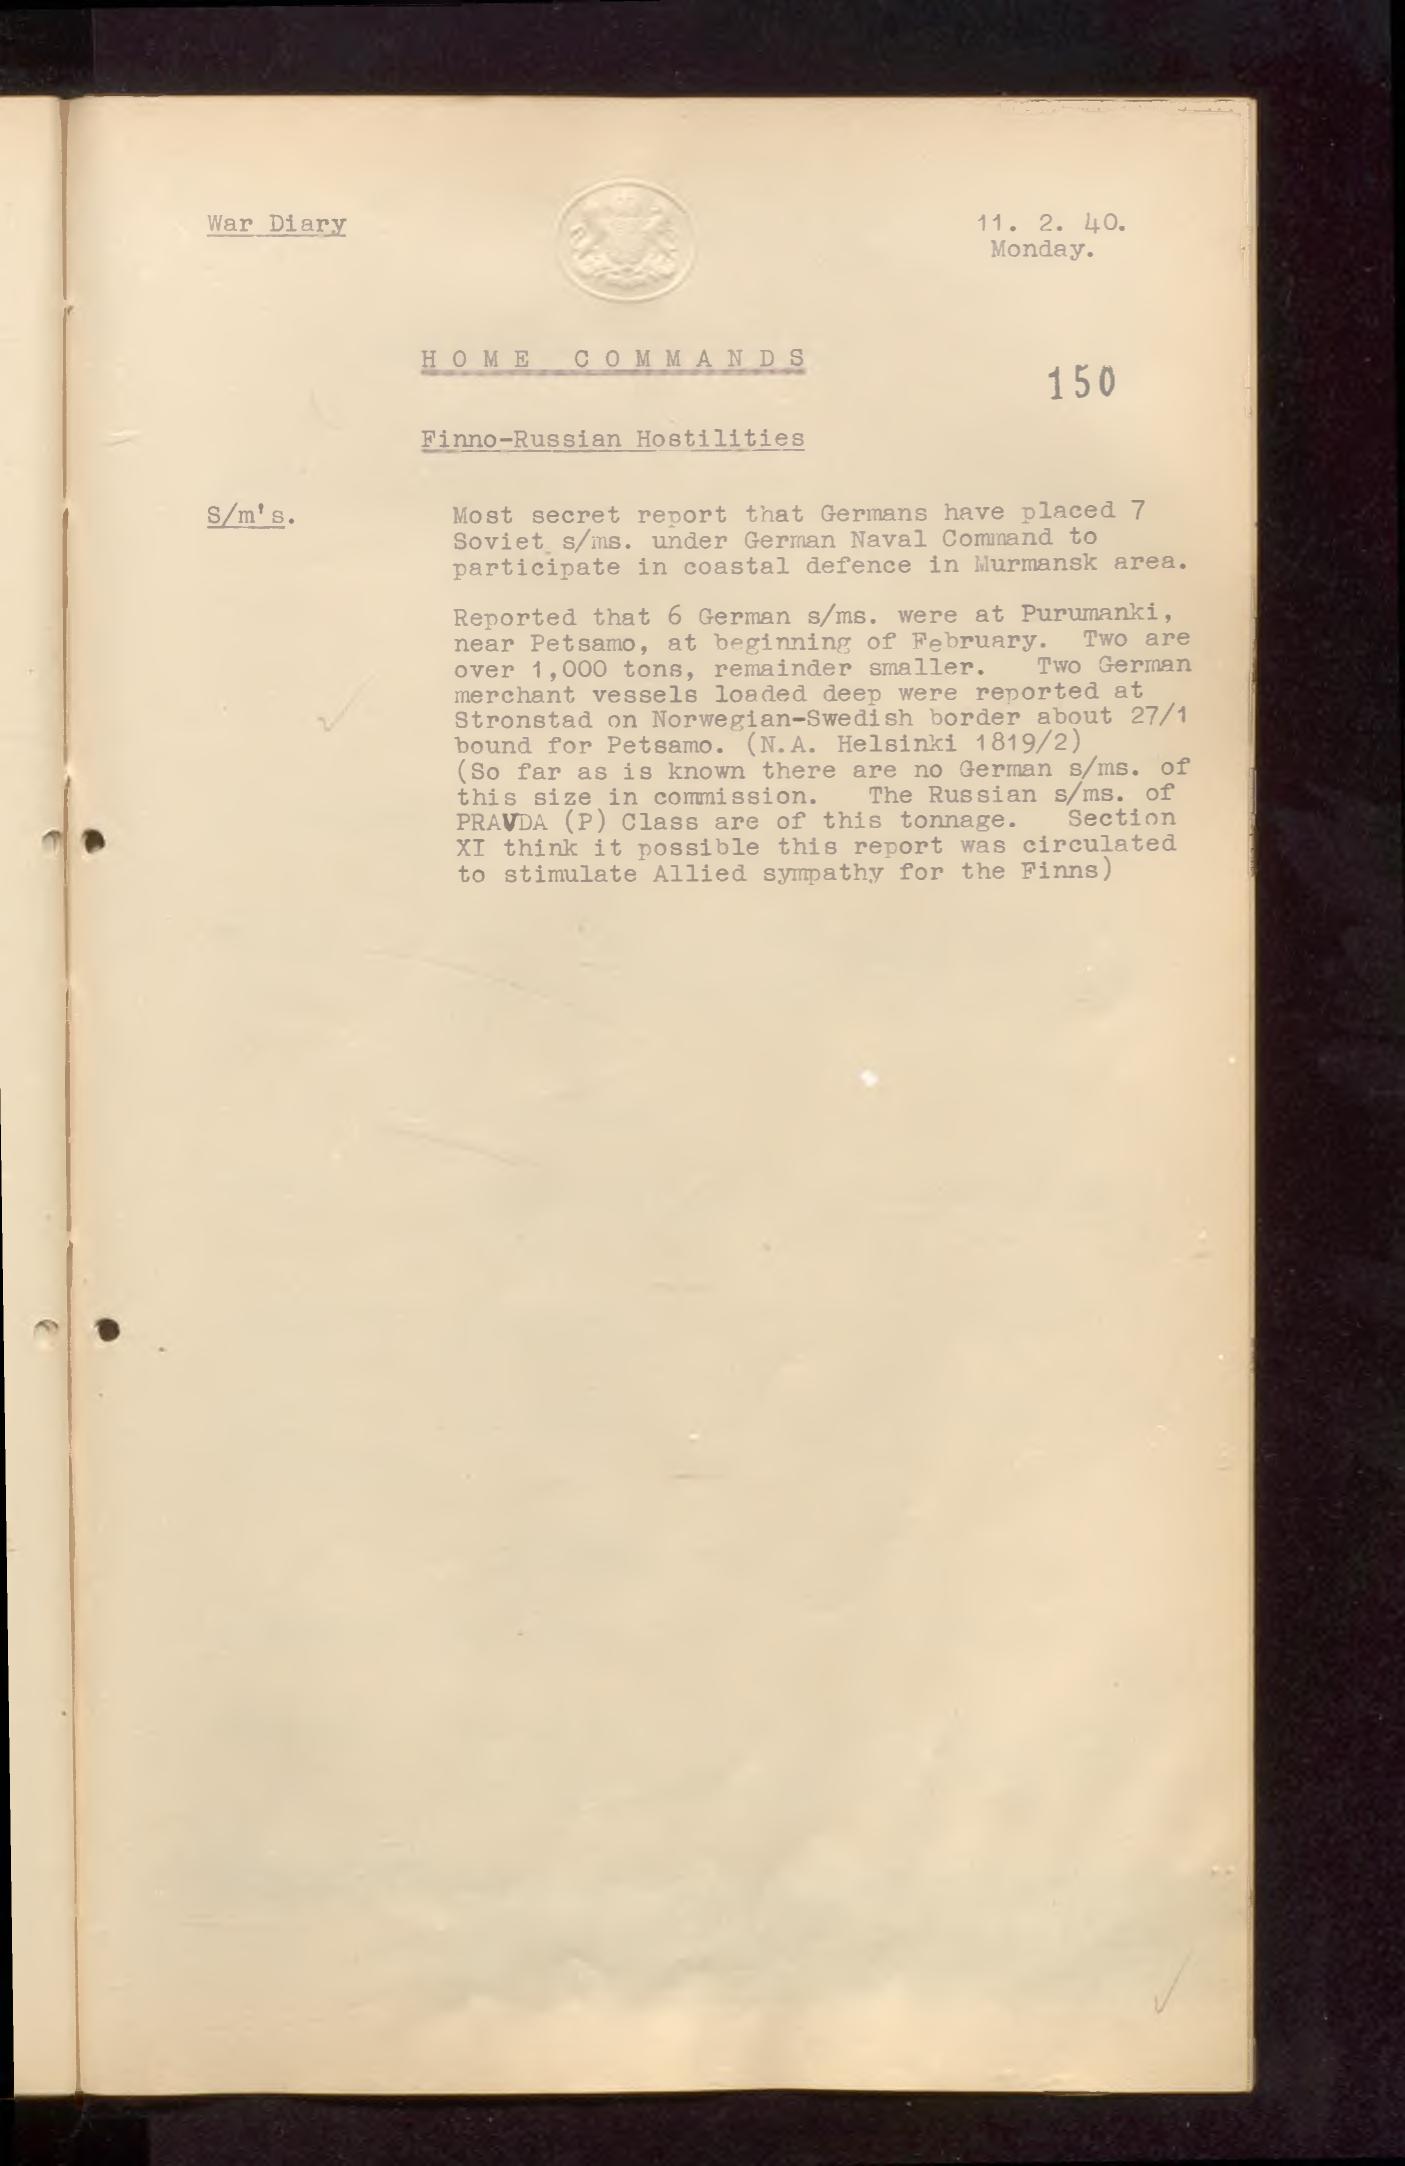 War Diary
11. 2. 40.
Monday.
HOME COMMANDS
150
Finno-Russian Hostilities
S/m's.
Most secret report that Germans have placed 7
Soviet s/ms. under German Naval Command to
participate in coastal defence in Murmansk area.
Reported that 6 German s/ms. were at Purumanki,
near Petsamo, at beginning of February. Two are
over 1,000 tons, remainder smaller. Two German
merchant vessels loaded deep were reported at
Stronstad on Norwegian-Swedish border about 27/1
bound for Petsamo. (N.A. Helsinki 1819/2)
(So far as is known there are no German s/ms. of
this size in commission. The Russian s/ms. of
PRAVDA (P) Class are of this tonnage. Section
XI think it possible this report was circulated
to stimulate Allied sympathy for the Finns)